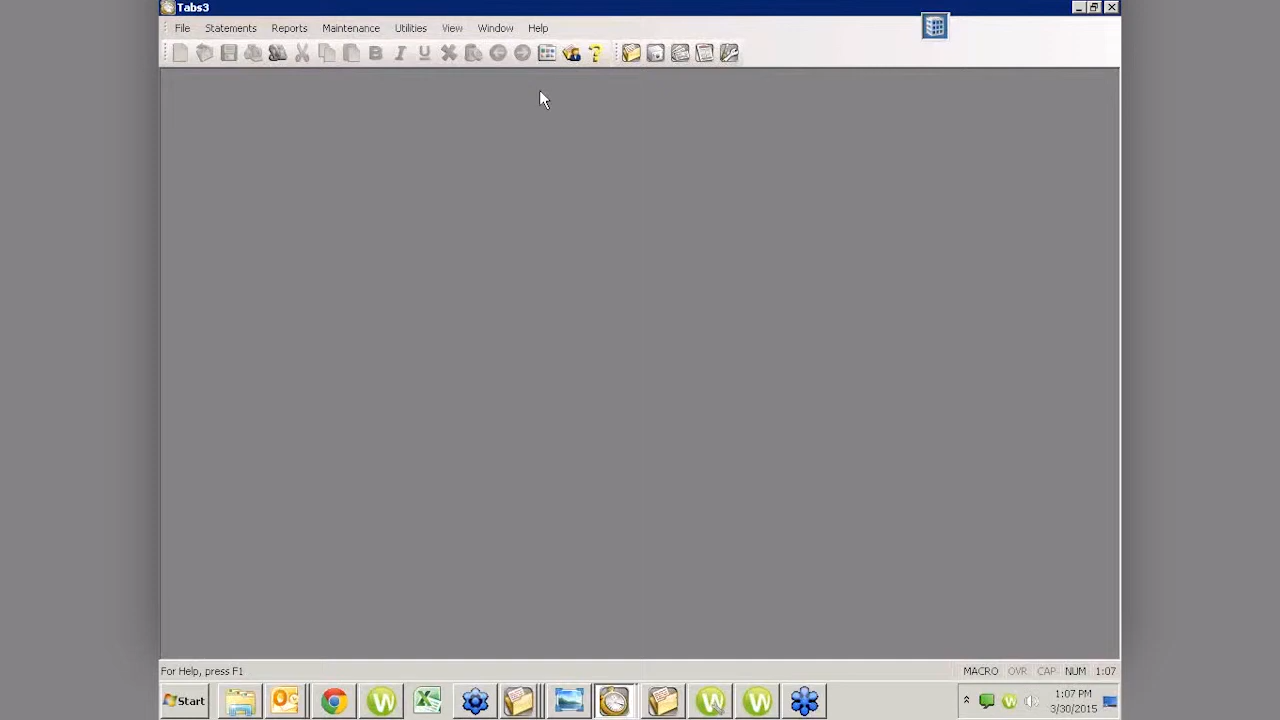 Tabs3
File Statements Reports Maintenance Utilities View Window Help
B I U
For Help, press F1
MACRO OVR CAP NUM 1:07
Start
1:07 PM
3/30/2015